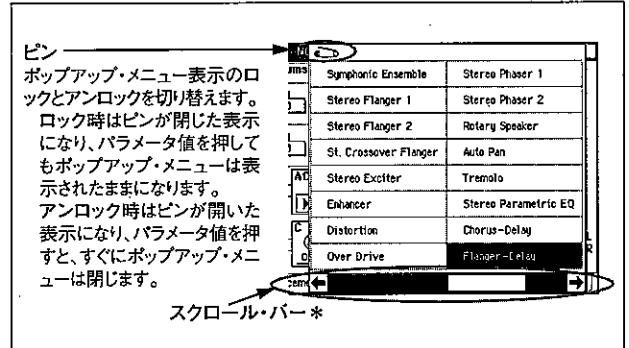 ピン
ポップアップ・メニュー表示のロ
ックとアンロックを切り替えます。
ロック時はピンが閉じた表示
になり、パラメータ値を押して
もポップアップ・メニューは表
示されたままになります。
アンロック時はピンが開いた
表示になり、パラメータ値を押
すと、すぐにポップアップ・メニ
ューは閉じます。
Symphonic Ensemble Stereo Phaser 1
Stereo Flanger 1 Stereo Phaser 2
Stereo Flanger 2 Rotary Speaker
St. Crossover Flanger Auto Pan
Stereo Exciter Tremolo
Enhancer Stereo Parametric EQ
Distortion Chorus-Delay
Over Drive Flanger-Delay
スクロール・バー＊